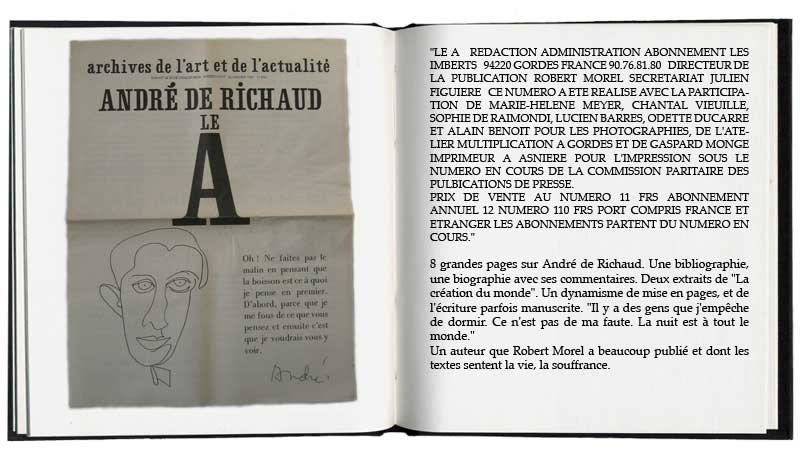 archives de l'art et de l'actualité
ANDRÉ DE RiCHAUD
LE
A
Oh ! Ne faites pas le
malin en pensant que
la boisson est ce à quoi
je pense en premier.
D'abord, parce que je
me fous de ce que vous
pensez et ensuite c'est
que je voudrais vous y
voir.
André
"LE A REDACTION ADMINISTRATION ABONNEMENT LES
IMBERTS 94220 GORDES FRANCE 90.76.81.80 DIRECTEUR DE
LA PUBLICATION ROBERT MOREL SECRETARIAT JULIEN
FIGUIERE CE NUMERO A ETE REALISE AVEC LA PARTICIPA-
TION DE MARIE-HELENE MEYER, CHANTAL VIEUILLE,
SOPHIE DE RAIMONDI, LUCIEN BARRES, ODETTE DUCARRE
ET ALAIN BENOIT POUR LES PHOTOGRAPHIES, DE L'ATE-
LIER MULTIPLICATION A GORDES ET DE GASPARD MONGE
IMPRIMEUR A ASNIERE POUR L'IMPRESSION SOUS LE
NUMERO EN COURS DE LA COMMISSION PARITAIRE DES
PULBICATIONS DE PRESSE.
PRIX DE VENTE AU NUMERO 11 FRS ABONNEMENT
ANNUEL 12 NUMERO 110 FRS PORT COMPRIS FRANCE ET
ETRANGER LES ABONNEMENTS PARTENT DU NUMERO EN
COURS."
8 grandes pages sur André de Richaud. Une bibliographie,
une biographie avec ses commentaires. Deux extraits de "La
création du monde". Un dynamisme de mise en pages, et de
l'écriture parfois manuscrite. "Il y a des gens que j'empêche
de dormir. Ce n'est pas de ma faute. La nuit est à tout le
monde."
Un auteur que Robert Morel a beaucoup publié et dont les
textes sentent la vie, la souffrance.